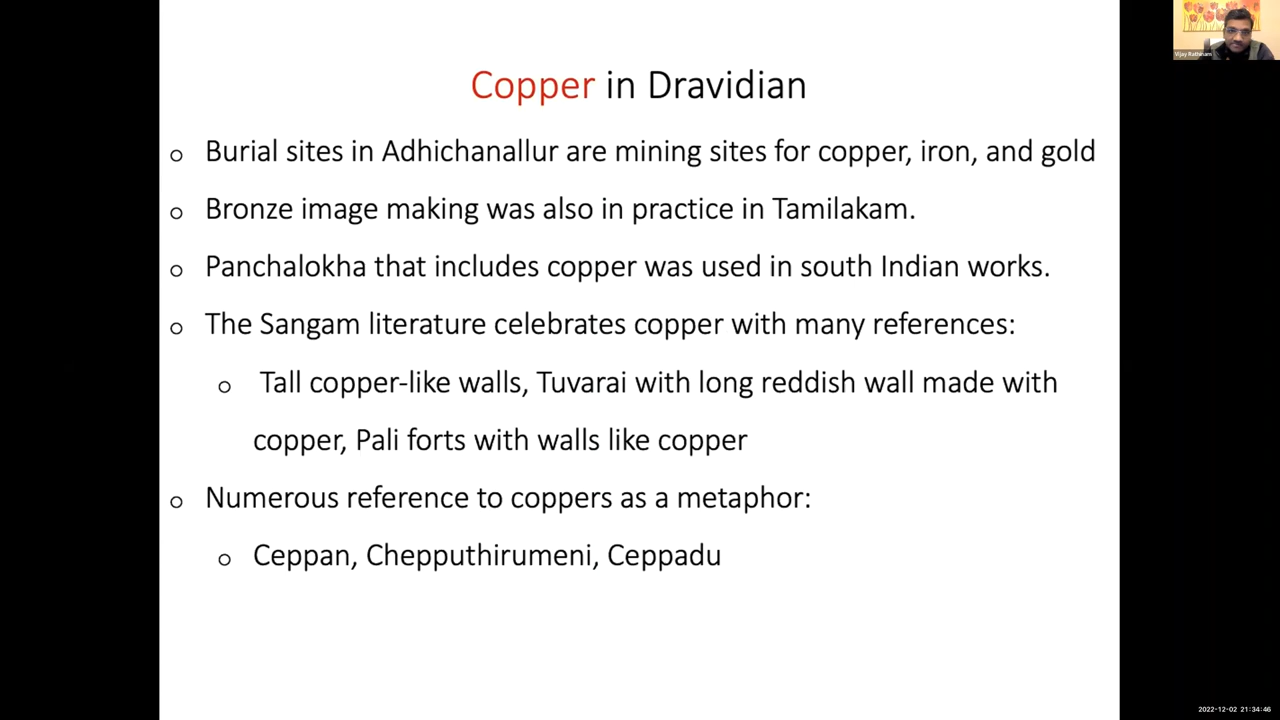 Vijay Rathinam
Copper in Dravidian
o Burial sites in Adhichanallur are mining sites for copper, iron, and gold
o Bronze image making was also in practice in Tamilakam.
o Panchalokha that includes copper was used in south Indian works.
o The Sangam literature celebrates copper with many references:
o Tall copper-like walls, Tuvarai with long reddish wall made with
copper, Pali forts with walls like copper
o Numerous reference to coppers as a metaphor:
o Ceppan, Chepputhirumeni, Ceppadu
2022-12-02 21:34:46